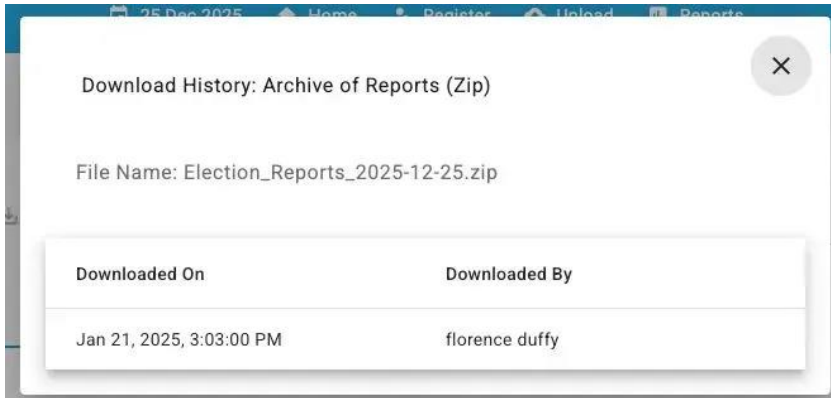 25 Dec 2025 Home Register Upload Reports
Download History: Archive of Reports (Zip)
File Name: Election_Reports_2025-12-25.zip
Downloaded On Downloaded By
Jan 21, 2025, 3:03:00 PM florence duffy